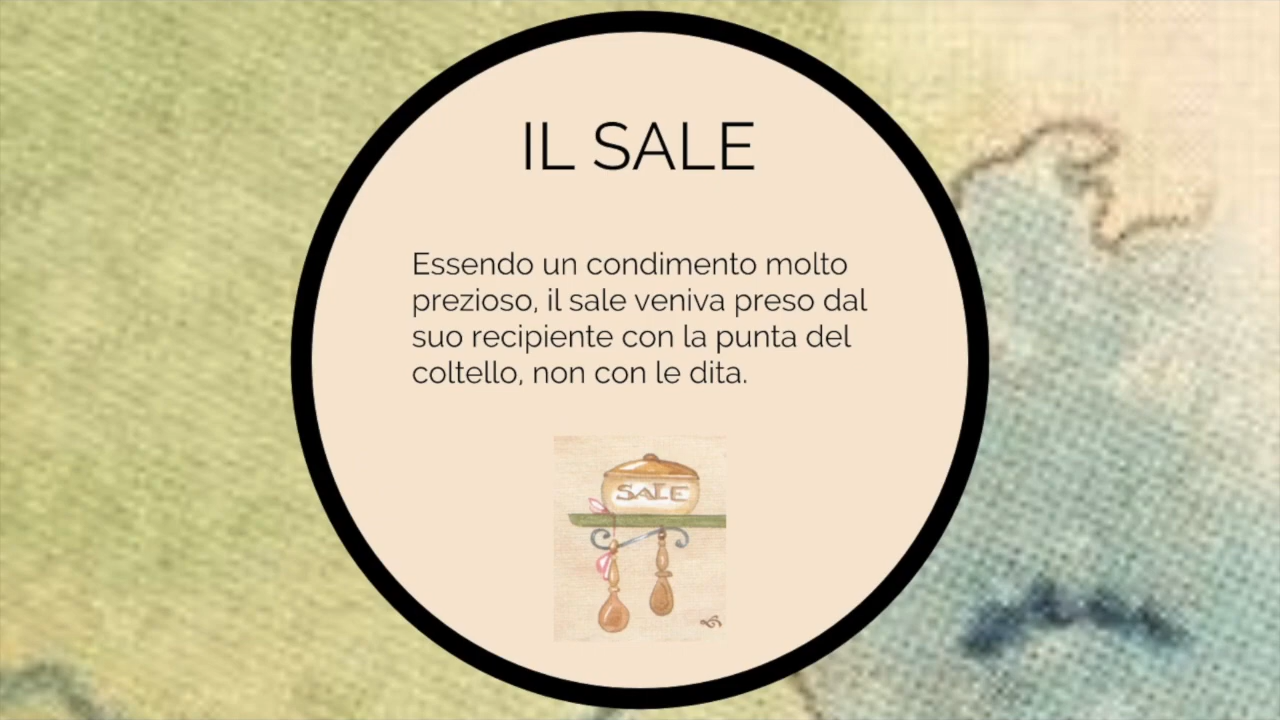 IL SALE
Essendo un condimento molto
prezioso, il sale veniva preso dal
suo recipiente con la punta del
coltello, non con le dita.
SALE